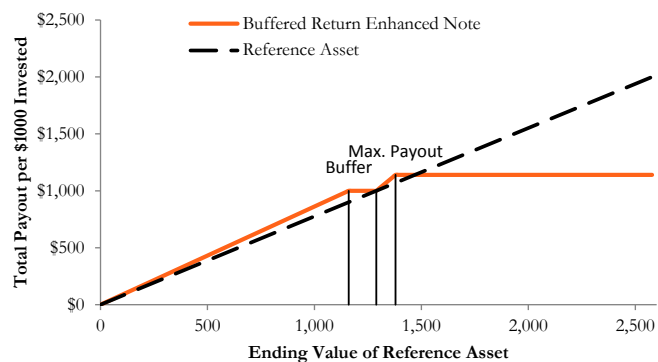 $2,500
Buffered Return Enhanced Note
Reference Asset
$2,000
$1,500
Max. Payout
Buffer
$1,000
$500
$0
0
500
1,000
1,500
2,000
2,500
Total Payout per $1000 Invested
Ending Value of Reference Asset